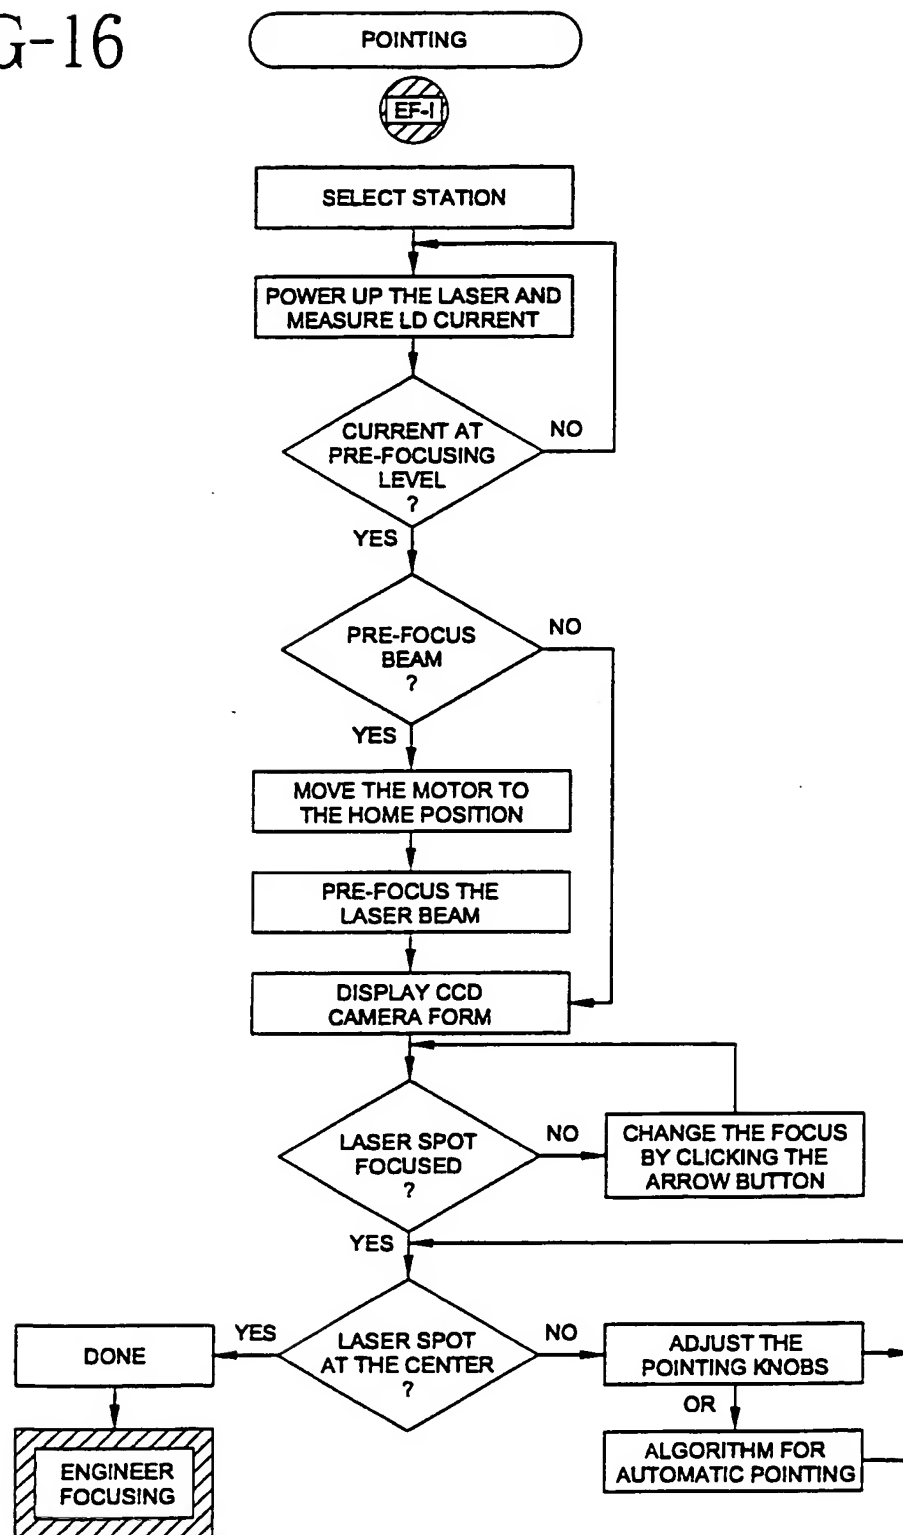 G-16
POINTING
EF-I
SELECT STATION
POWER UP THE LASER AND
MEASURE LD CURRENT
CURRENT AT
PRE-FOCUSING
LEVEL
?
NO
YES
PRE-FOCUS
BEAM
?
NO
YES
MOVE THE MOTOR TO
THE HOME POSITION
PRE-FOCUS THE
LASER BEAM
DISPLAY CCD
CAMERA FORM
LASER SPOT
FOCUSED
?
NO
CHANGE THE FOCUS
BY CLICKING THE
ARROW BUTTON
YES
LASER SPOT
AT THE CENTER
?
YES
DONE
ENGINEER
FOCUSING
NO
ADJUST THE
POINTING KNOBS
OR
ALGORITHM FOR
AUTOMATIC POINTING